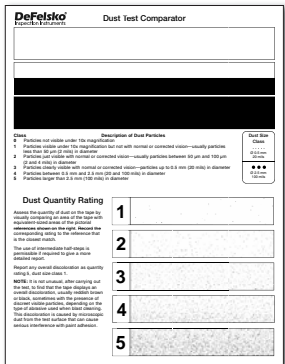 DeFelsko
Inspection Instruments
Dust Test Comparator
Class Description of Dust Particles
0 Particles not visible under 10x magnification
1 Particles visible under 10x magnification but not with normal or corrected vision—usually particles
less than 50 μm (2 mils) in diameter
2 Particles just visible with normal or corrected vision—usually particles between 50 μm and 100 μm
(2 and 4 mils) in diameter
3 Particles clearly visible with normal or corrected vision—particles up to 0.5 mm (20 mils) in diameter
4 Particles between 0.5 mm and 2.5 mm (20 and 100 mils) in diameter
5 Particles larger than 2.5 mm (100 mils) in diameter
Dust Size
Class
Ø 0.5 mm
20 mils
Ø 2.5 mm
100 mils
Dust Quantity Rating
Assess the quantity of dust on the tape by
visually comparing an area of the tape with
equivalent-sized areas of the pictorial
references shown on the right. Record the
corresponding rating to the reference that
is the closest match.
The use of intermediate half-steps is
permissible if required to give a more
detailed report.
Report any overall discoloration as quantity
rating 5, dust size class 1.
NOTE: It is not unusual, after carrying out
the test, to find that the tape displays an
overall discoloration, usually reddish brown
or black, sometimes with the presence of
discrete visible particles, depending on the
type of abrasive used when blast cleaning.
This discoloration is caused by microscopic
dust from the test surface that can cause
serious interference with paint adhesion.
1
2
3
4
5